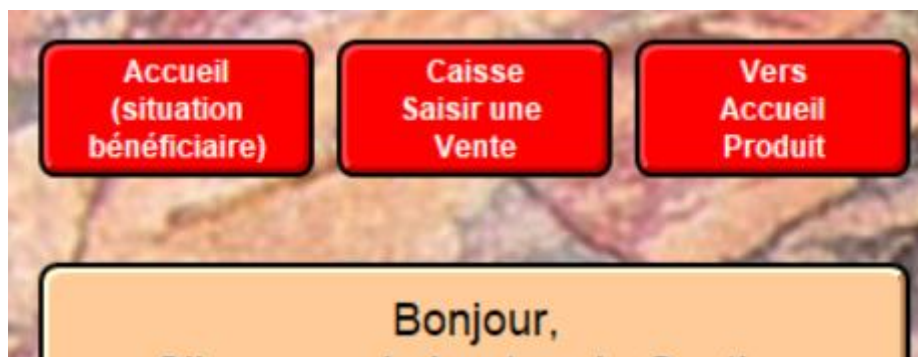 Accueil
(situation
bénéficiaire)
Caisse
Saisir une
Vente
Vers
Accueil
Produit
Bonjour,